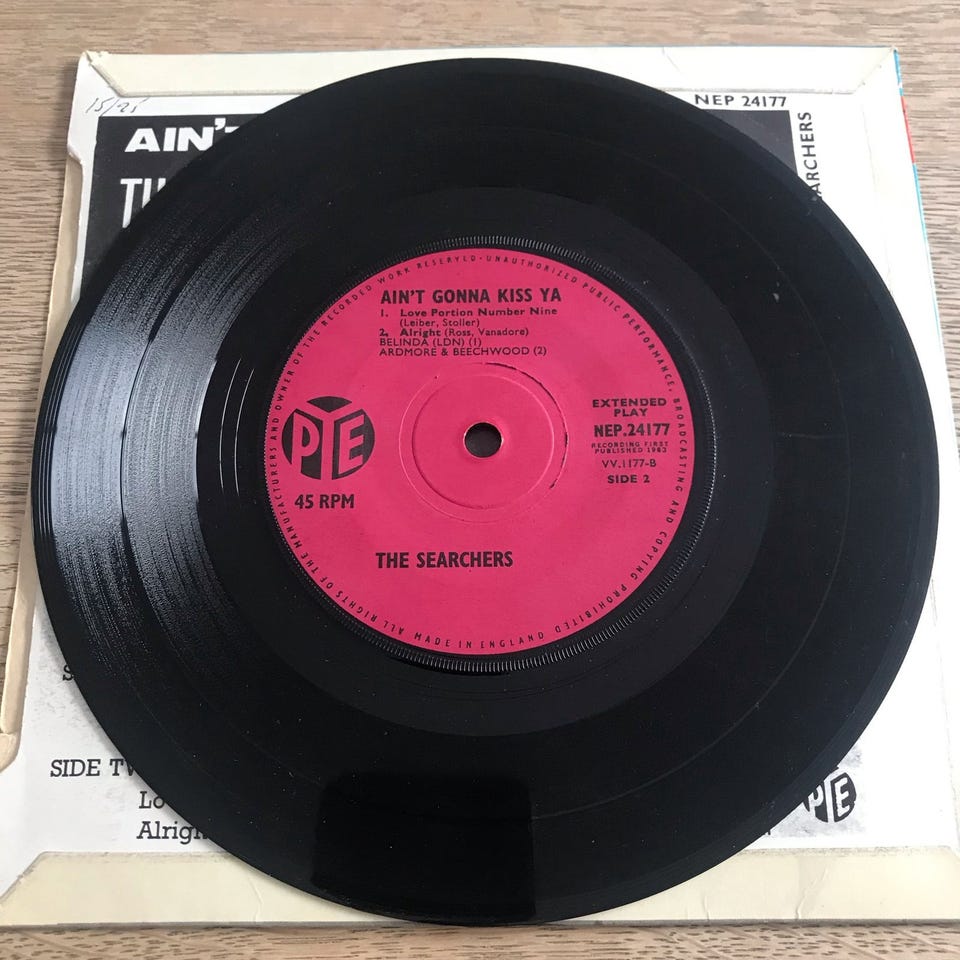 15/25
NEP 24177
AIN'T
ARCHERS
AIN'T GONNA KISS YA
1. Love Portion Number Nine
(Leiber, Stoller)
2. Alright (Ross, Vanadore)
BELINDA (LDN) (1)
ARDMORE & BEECHWOOD (2)
PYE
45 RPM
EXTENDED
PLAY
NEP.24177
RECORDING FIRST
PUBLISHED 1963
VV.1177-B
SIDE 2
THE SEARCHERS
ALL RIGHTS OF THE MANUFACTURERS AND OWNER OF THE RECORDED WORK RESERVED·UNAUTHORIZED PUBLIC PERFORMANCE, BROADCASTING AND COPYING PROHIBITED
MADE IN ENGLAND
SIDE TW
Lo
Alrigh
PYE